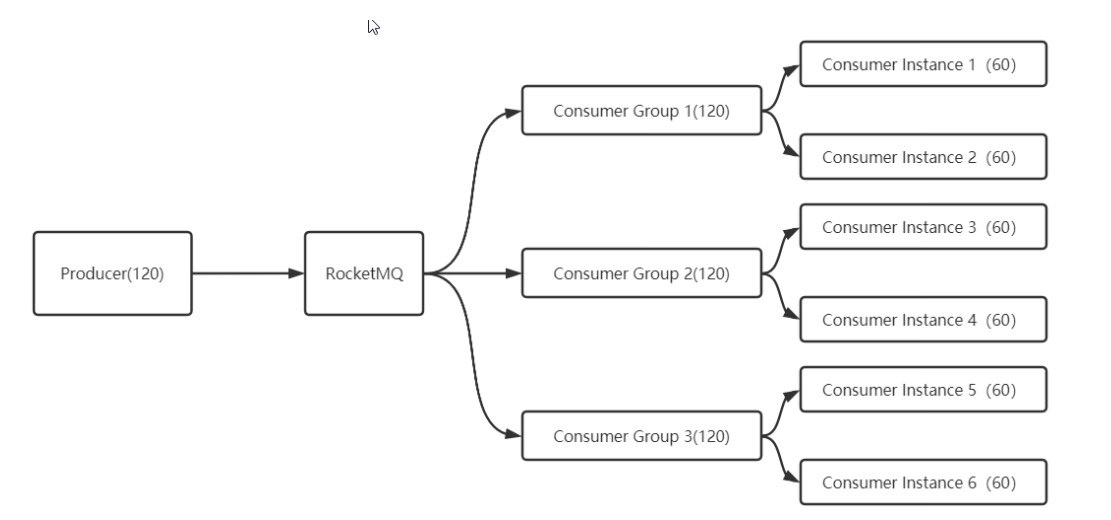 Producer(120)
RocketMQ
Consumer Group 1(120)
Consumer Instance 1（60）
Consumer Instance 2（60）
Consumer Group 2(120)
Consumer Instance 3（60）
Consumer Instance 4（60）
Consumer Group 3(120)
Consumer Instance 5（60）
Consumer Instance 6（60）